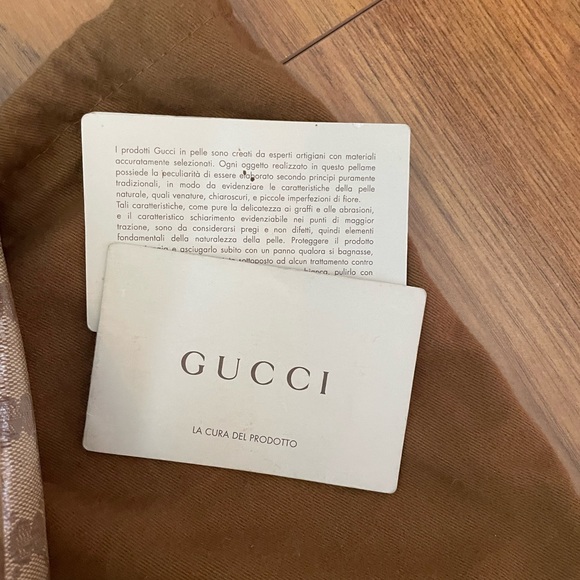 I prodotti Gucci in pelle sono creati da esperti artigiani con materiali
accuratamente selezionati. Ogni oggetto realizzato in questo pellame
possiede la peculiarità di essere elaborato secondo principi puramente
tradizionali, in modo da evidenziare le caratteristiche della pelle
naturale, quali venature, chiaroscuri, e piccole imperfezioni di fiore.
Tali caratteristiche, come pure la delicatezza ai graffi e alle abrasioni,
e il caratteristico schiarimento evidenziabile nei punti di maggior
trazione, sono da considerarsi pregi e non difetti, quindi elementi
fondamentali della naturalezza della pelle. Proteggere il prodotto
e asciugarlo subito con un panno qualora si bagnasse,
sottoposto ad alcun trattamento contro
bianca, pulirlo con
GUCCI
LA CURA DEL PRODOTTO